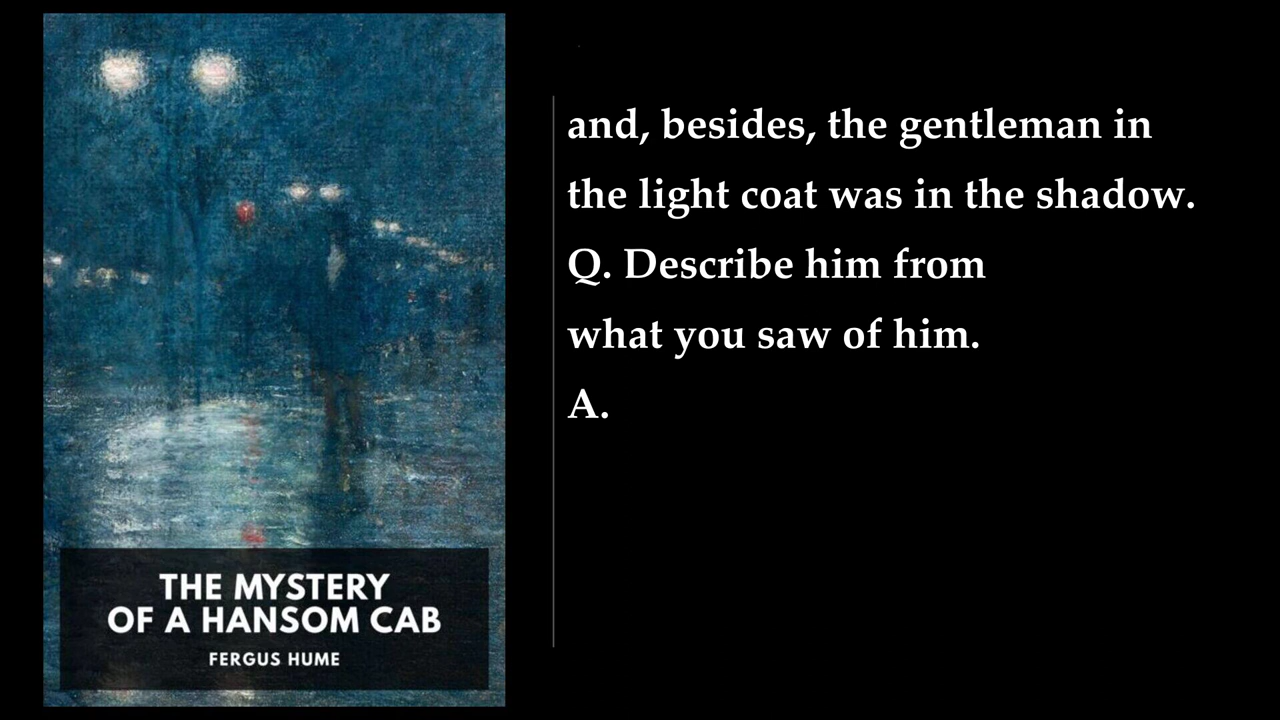 THE MYSTERY
OF A HANSOM CAB
FERGUS HUME
and, besides, the gentleman in
the light coat was in the shadow.
Q. Describe him from
what you saw of him.
A.